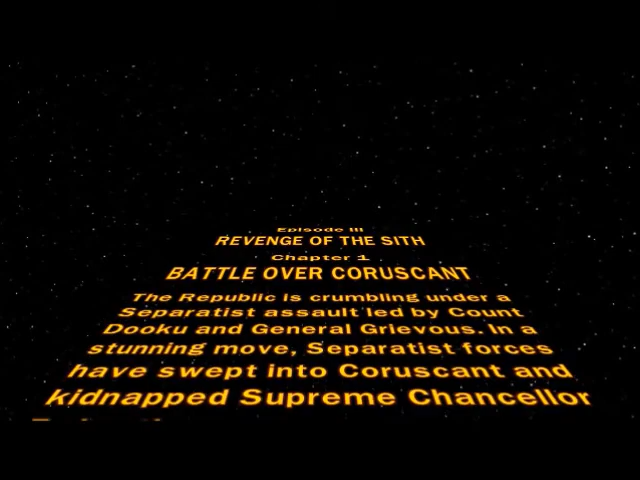 Episode III
REVENGE OF THE SITH
Chapter 1
BATTLE OVER CORUSCANT
The Republic is crumbling under a
Separatist assault led by Count
Dooku and General Grievous. In a
stunning move, Separatist forces
have swept into Coruscant and
kidnapped Supreme Chancellor